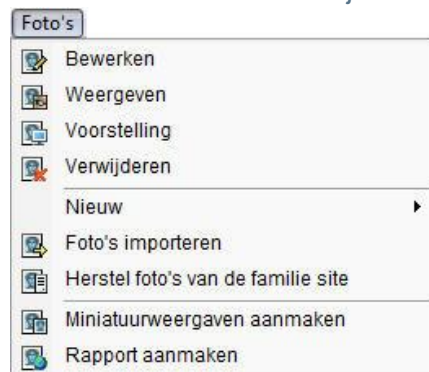 Foto's
Bewerken
Weergeven
Voorstelling
Verwijderen
Nieuw
Foto's importeren
Herstel foto's van de familie site
Miniatuurweergaven aanmaken
Rapport aanmaken